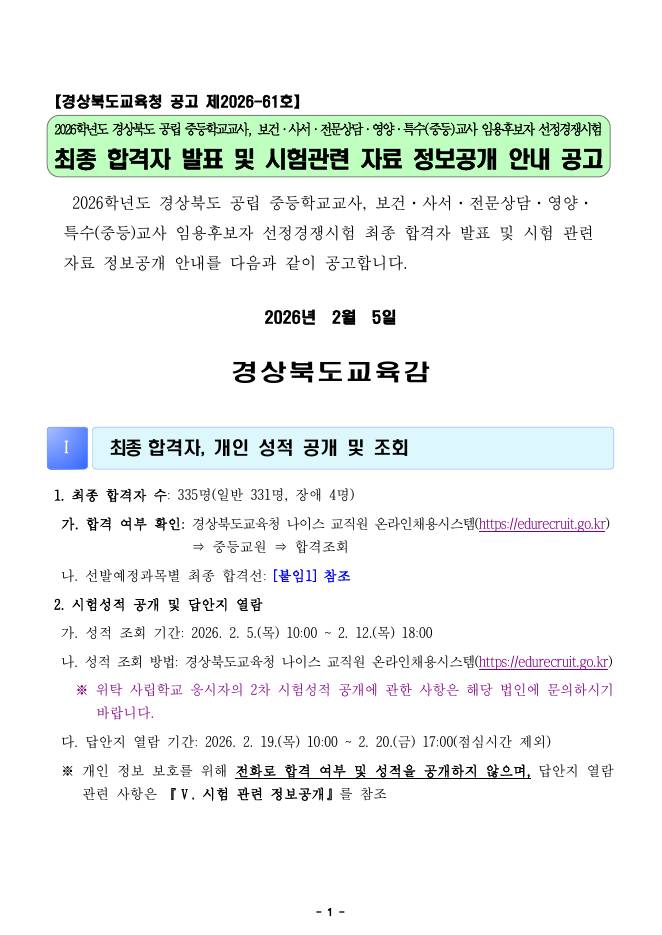 【경상북도교육청 공고 제2026-61호】
2026학년도 경상북도 공립 중등학교교사, 보건·사서·전문상담·영양·특수(중등)교사 임용후보자 선정경쟁시험
최종 합격자 발표 및 시험관련 자료 정보공개 안내 공고
2026학년도 경상북도 공립 중등학교교사, 보건·사서·전문상담·영양·
특수(중등)교사 임용후보자 선정경쟁시험 최종 합격자 발표 및 시험 관련
자료 정보공개 안내를 다음과 같이 공고합니다.
2026년 2월 5일
경상북도교육감
Ⅰ 최종 합격자, 개인 성적 공개 및 조회
1. 최종 합격자 수: 335명(일반 331명, 장애 4명)
가. 합격 여부 확인: 경상북도교육청 나이스 교직원 온라인채용시스템(https://edurecruit.go.kr)
⇒ 중등교원 ⇒ 합격조회
나. 선발예정과목별 최종 합격선: [붙임1] 참조
2. 시험성적 공개 및 답안지 열람
가. 성적 조회 기간: 2026. 2. 5.(목) 10:00 ~ 2. 12.(목) 18:00
나. 성적 조회 방법: 경상북도교육청 나이스 교직원 온라인채용시스템(https://edurecruit.go.kr)
※ 위탁 사립학교 응시자의 2차 시험성적 공개에 관한 사항은 해당 법인에 문의하시기
바랍니다.
다. 답안지 열람 기간: 2026. 2. 19.(목) 10:00 ~ 2. 20.(금) 17:00(점심시간 제외)
※ 개인 정보 보호를 위해 전화로 합격 여부 및 성적을 공개하지 않으며, 답안지 열람
관련 사항은 『Ⅴ. 시험 관련 정보공개』를 참조
- 1 -